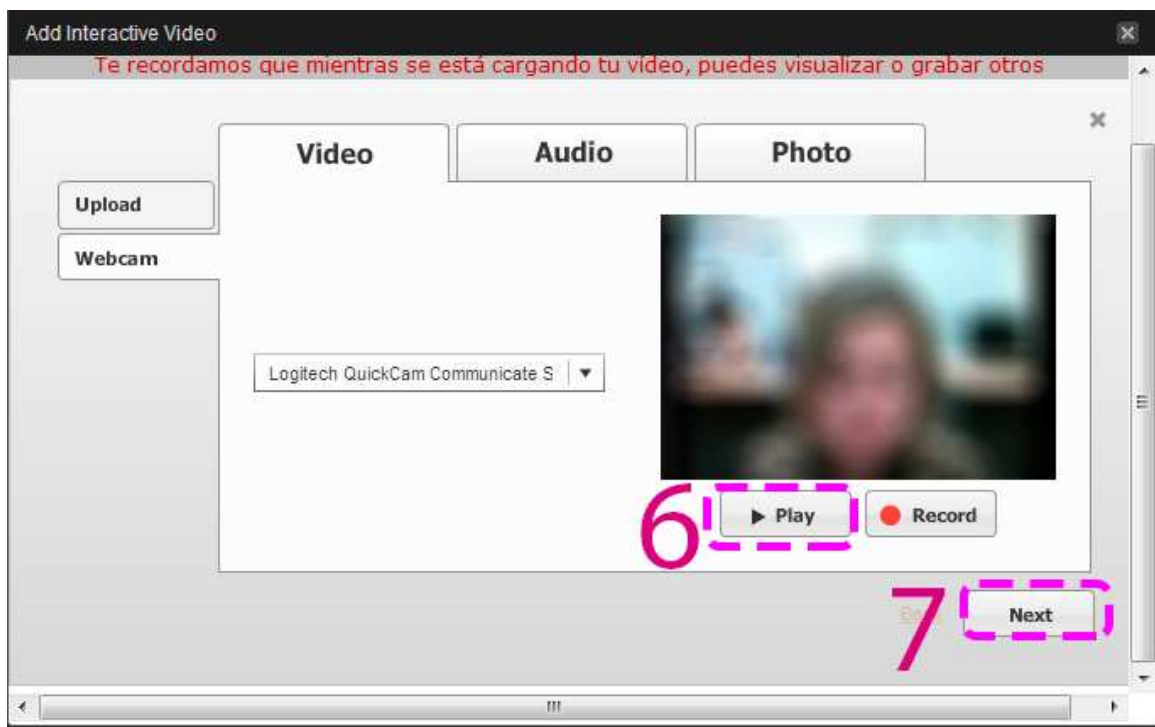 Add Interactive Video
Te recordamos que mientras se está cargando tu vídeo, puedes visualizar o grabar otros
Video Audio Photo
Upload
Webcam
Logitech QuickCam Communicate S
6 Play Record
7 Next